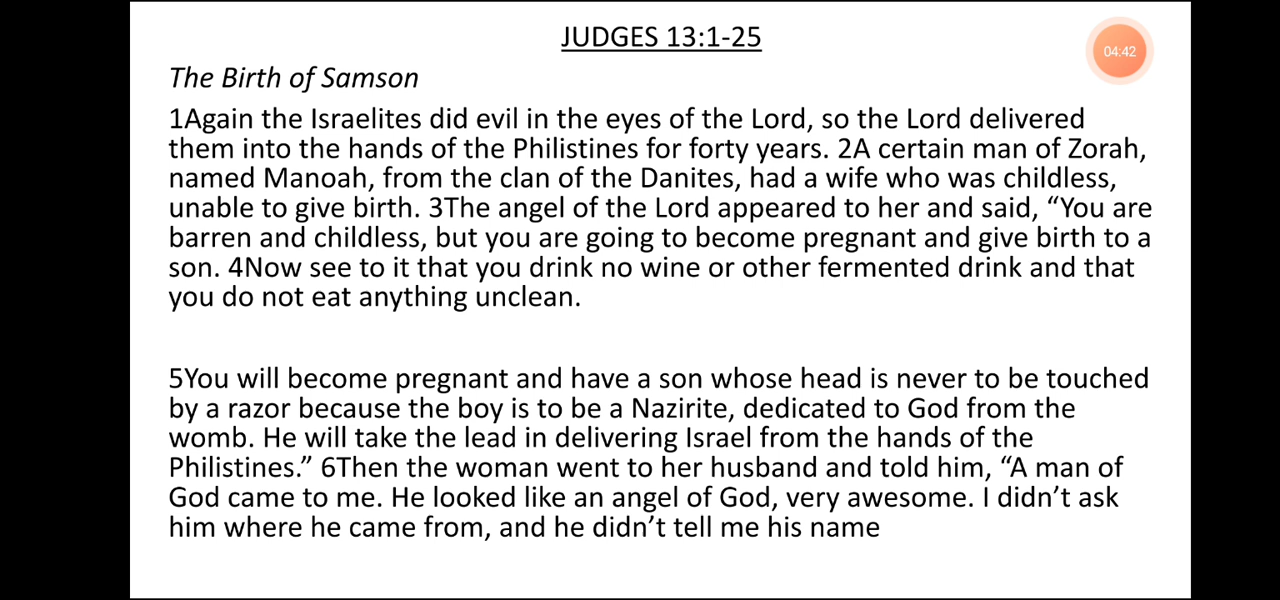 JUDGES 13:1-25
04:42
The Birth of Samson
1Again the Israelites did evil in the eyes of the Lord, so the Lord delivered
them into the hands of the Philistines for forty years. 2A certain man of Zorah,
named Manoah, from the clan of the Danites, had a wife who was childless,
unable to give birth. 3The angel of the Lord appeared to her and said, “You are
barren and childless, but you are going to become pregnant and give birth to a
son. 4Now see to it that you drink no wine or other fermented drink and that
you do not eat anything unclean.
5You will become pregnant and have a son whose head is never to be touched
by a razor because the boy is to be a Nazirite, dedicated to God from the
womb. He will take the lead in delivering Israel from the hands of the
Philistines.” 6Then the woman went to her husband and told him, “A man of
God came to me. He looked like an angel of God, very awesome. I didn’t ask
him where he came from, and he didn’t tell me his name